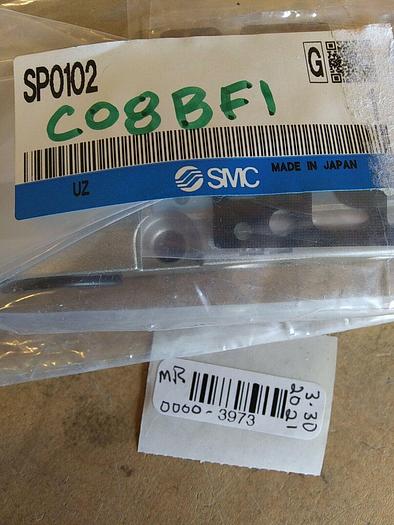 SP0102
G
C08BF1
UZ
SMC
MADE IN JAPAN
MR
0060-3973
3-30
2021